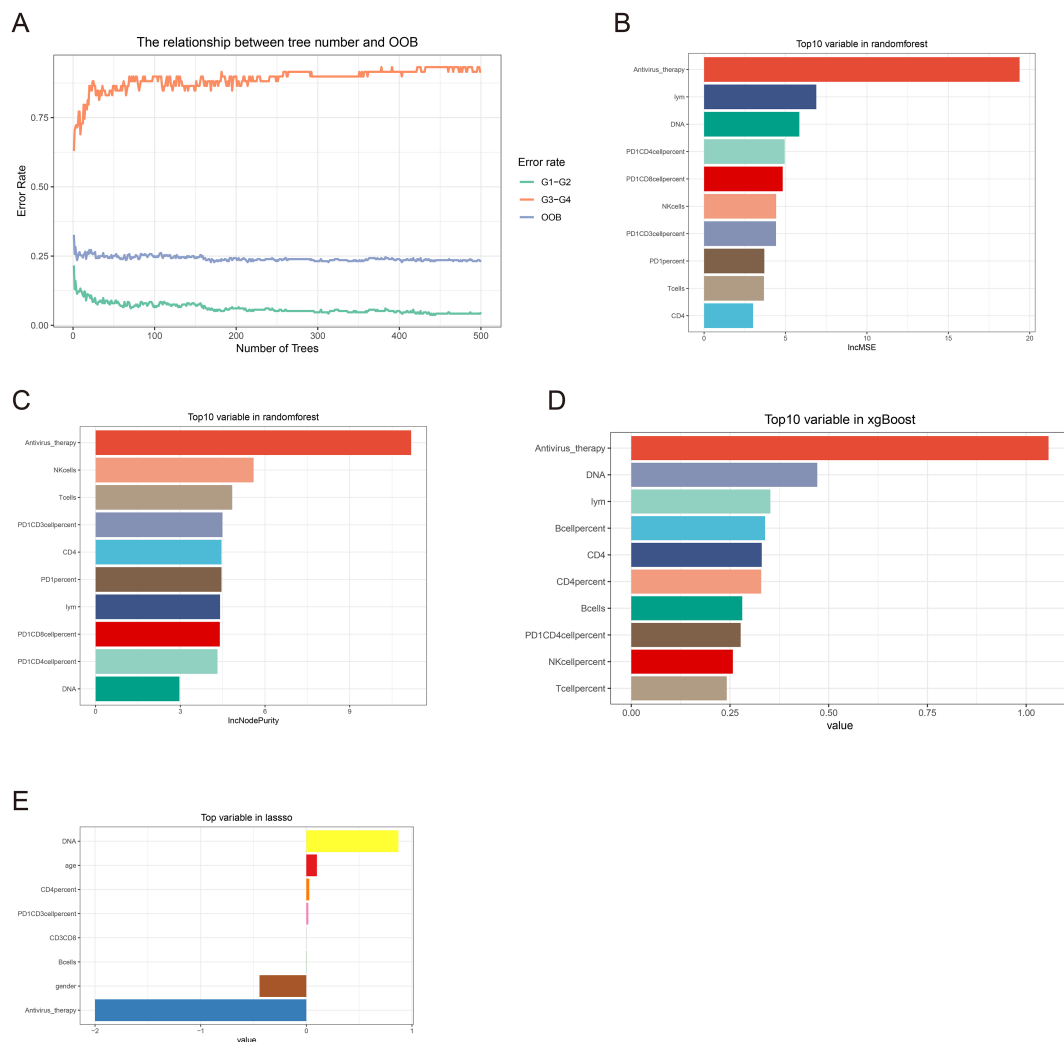 A
The relationship between tree number and OOB
Error Rate
0.75
0.50
0.25
0.00
0
100
200
300
400
500
Number of Trees
Error rate
G1−G2
G3−G4
OOB
B
Top10 variable in randomforest
Antivirus_therapy
lym
DNA
PD1CD4cellpercent
PD1CD8cellpercent
NKcells
PD1CD3cellpercent
PD1percent
Tcells
CD4
0
5
10
15
20
IncMSE
C
Top10 variable in randomforest
Antivirus_therapy
NKcells
Tcells
PD1CD3cellpercent
CD4
PD1percent
lym
PD1CD8cellpercent
PD1CD4cellpercent
DNA
0
3
6
9
IncNodePurity
D
Top10 variable in xgBoost
Antivirus_therapy
DNA
lym
Bcellpercent
CD4
CD4percent
Bcells
PD1CD4cellpercent
NKcellpercent
Tcellpercent
0.00
0.25
0.50
0.75
1.00
value
E
Top variable in lassso
DNA
age
CD4percent
PD1CD3cellpercent
CD3CD8
Bcells
gender
Antivirus_therapy
−2
−1
0
1
value